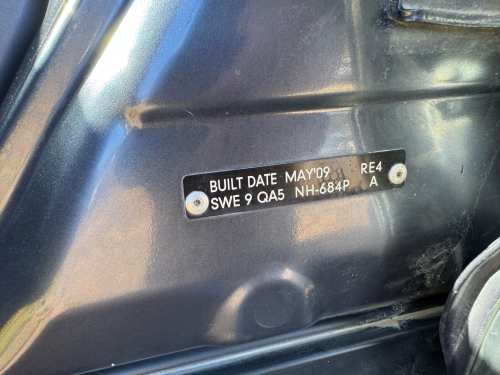 BUILT DATE MAY'09 RE4
SWE 9 QA5 NH-684P A